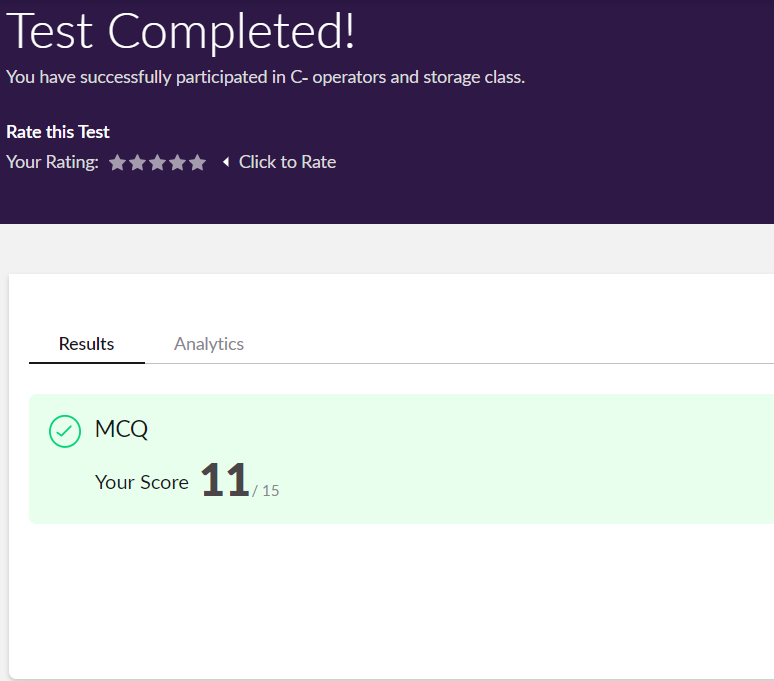 Test Completed!
You have successfully participated in C- operators and storage class.
Rate this Test
Your Rating: Click to Rate
Results Analytics
MCQ
Your Score 11 / 15